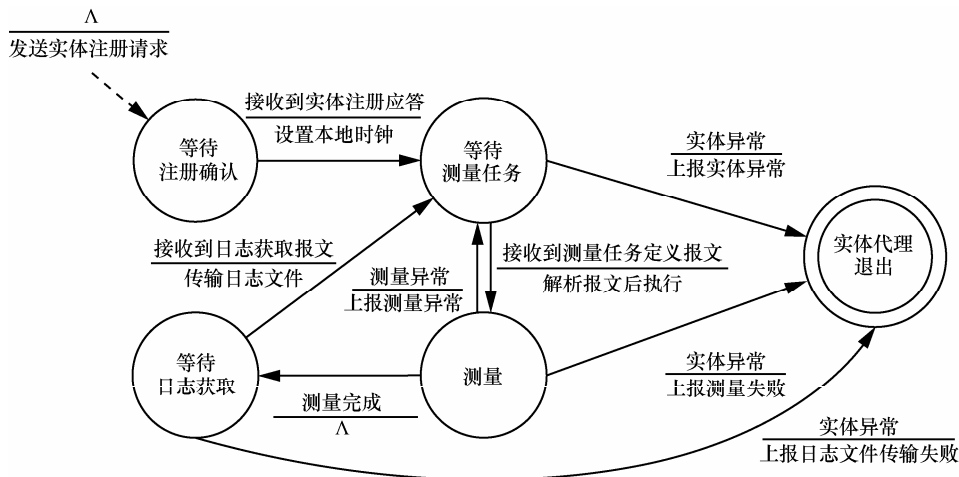 Λ
发送实体注册请求
接收到实体注册应答
设置本地时钟
等待
注册确认
等待
测量任务
实体异常
上报实体异常
实体代理
退出
接收到日志获取报文
传输日志文件
测量异常
上报测量异常
接收到测量任务定义报文
解析报文后执行
等待
日志获取
测量
测量完成
Λ
实体异常
上报测量失败
实体异常
上报日志文件传输失败